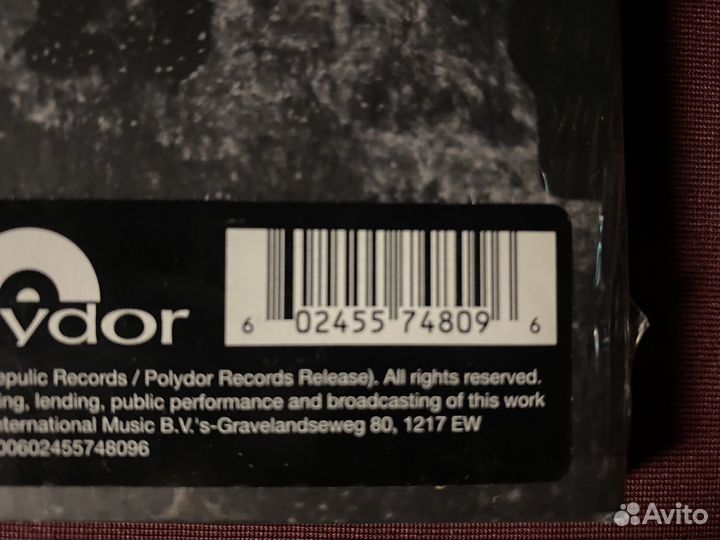 ydor
6 02455 74809 6
epulic Records / Polydor Records Release). All rights reserved.
ing, lending, public performance and broadcasting of this work
nternational Music B.V.'s-Gravelandseweg 80, 1217 EW
00602455748096
Avito